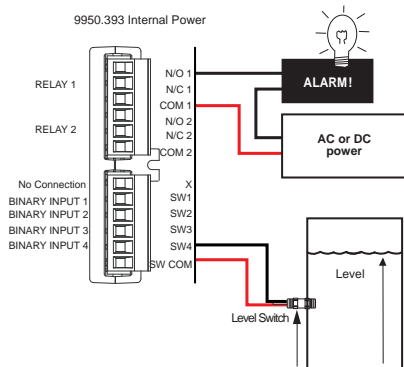 9950.393 Internal Power
RELAY 1
RELAY 2
N/O 1
N/C 1
COM 1
N/O 2
N/C 2
COM 2
ALARM!
AC or DC
power
No Connection
BINARY INPUT 1
BINARY INPUT 2
BINARY INPUT 3
BINARY INPUT 4
X
SW1
SW2
SW3
SW4
SW COM
Level
Level Switch